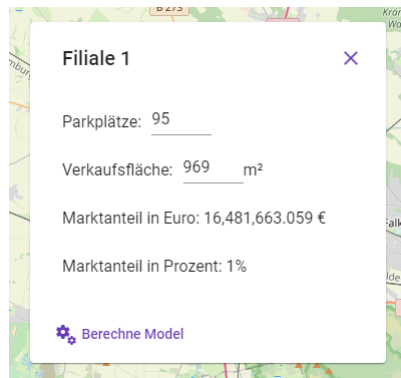 B 273
Filiale 1
Parkplätze: 95
Verkaufsfläche: 969 m²
Marktanteil in Euro: 16,481,663.059 €
Marktanteil in Prozent: 1%
Berechne Model